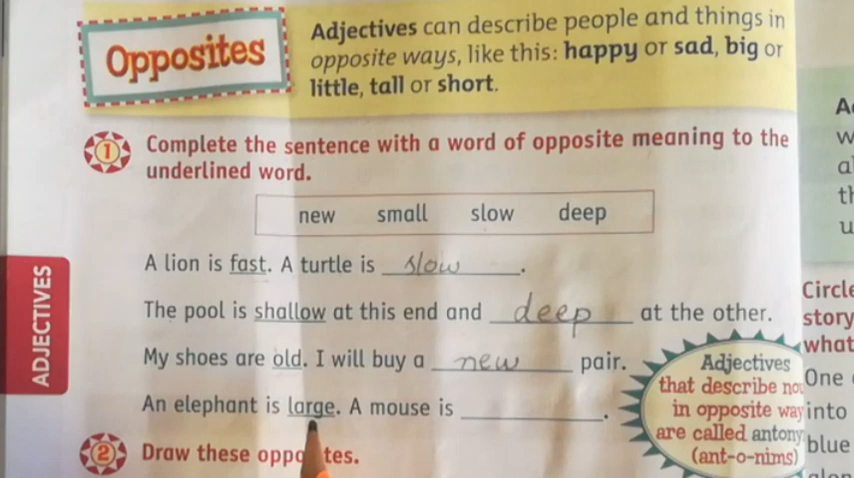 Opposites
Adjectives can describe people and things in
opposite ways, like this: happy or sad, big or
little, tall or short.
1 Complete the sentence with a word of opposite meaning to the
underlined word.
new small slow deep
A lion is fast. A turtle is slow.
The pool is shallow at this end and deep at the other.
My shoes are old. I will buy a new pair.
An elephant is large. A mouse is ________.
2 Draw these tes.
ADJECTIVES
Adjectives
that describe
in opposite
are called
(ant-o-nims)
Circle
story
what
One
into
blue